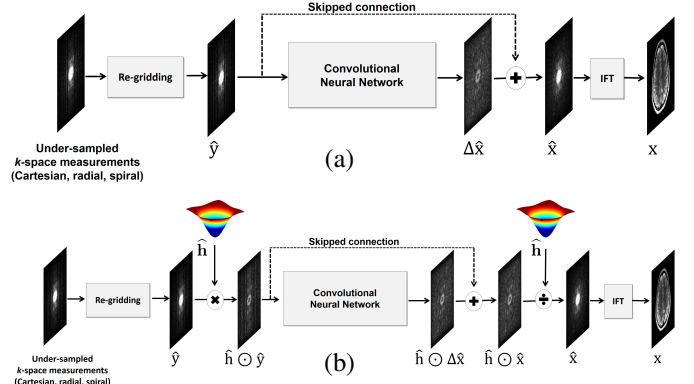 Skipped connection
Re-gridding
Convolutional
Neural Network
IFT
Under-sampled
k-space measurements
(Cartesian, radial, spiral)
ŷ
Δx̂
x̂
x
(a)
ĥ
ĥ
Skipped connection
Re-gridding
Convolutional
Neural Network
IFT
Under-sampled
k-space measurements
(Cartesian, radial, spiral)
ŷ
ĥ ⊙ ŷ
ĥ ⊙ Δx̂
ĥ ⊙ x̂
x̂
x
(b)